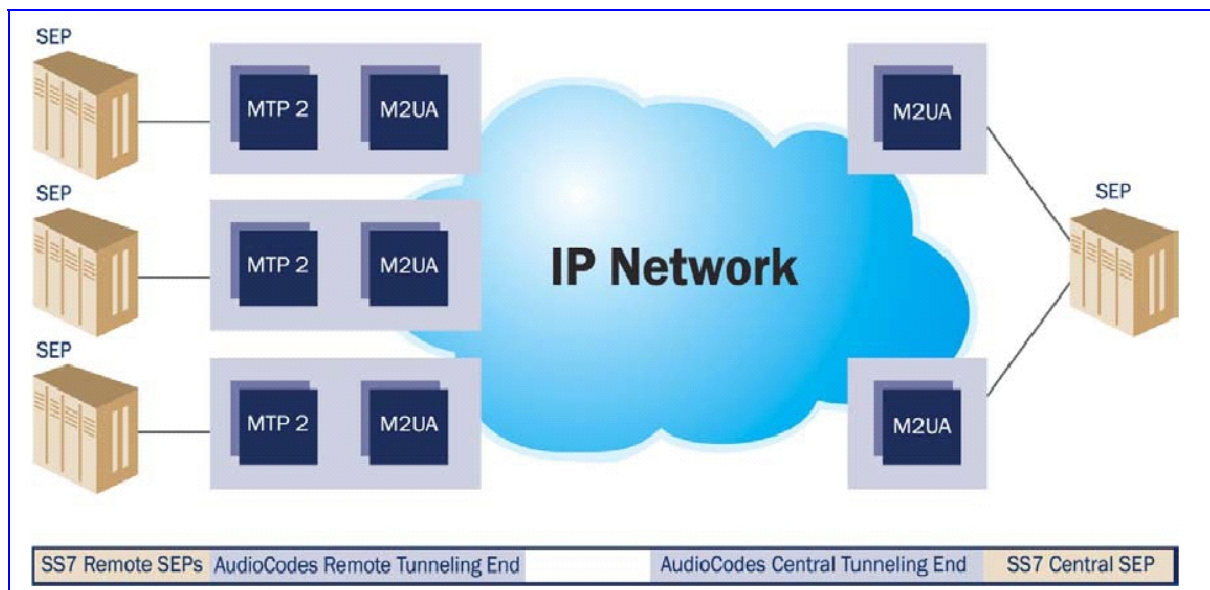 SEP
MTP 2 M2UA
SEP
MTP 2 M2UA
SEP
MTP 2 M2UA
IP Network
M2UA
SEP
M2UA
SS7 Remote SEPs AudioCodes Remote Tunneling End AudioCodes Central Tunneling End SS7 Central SEP